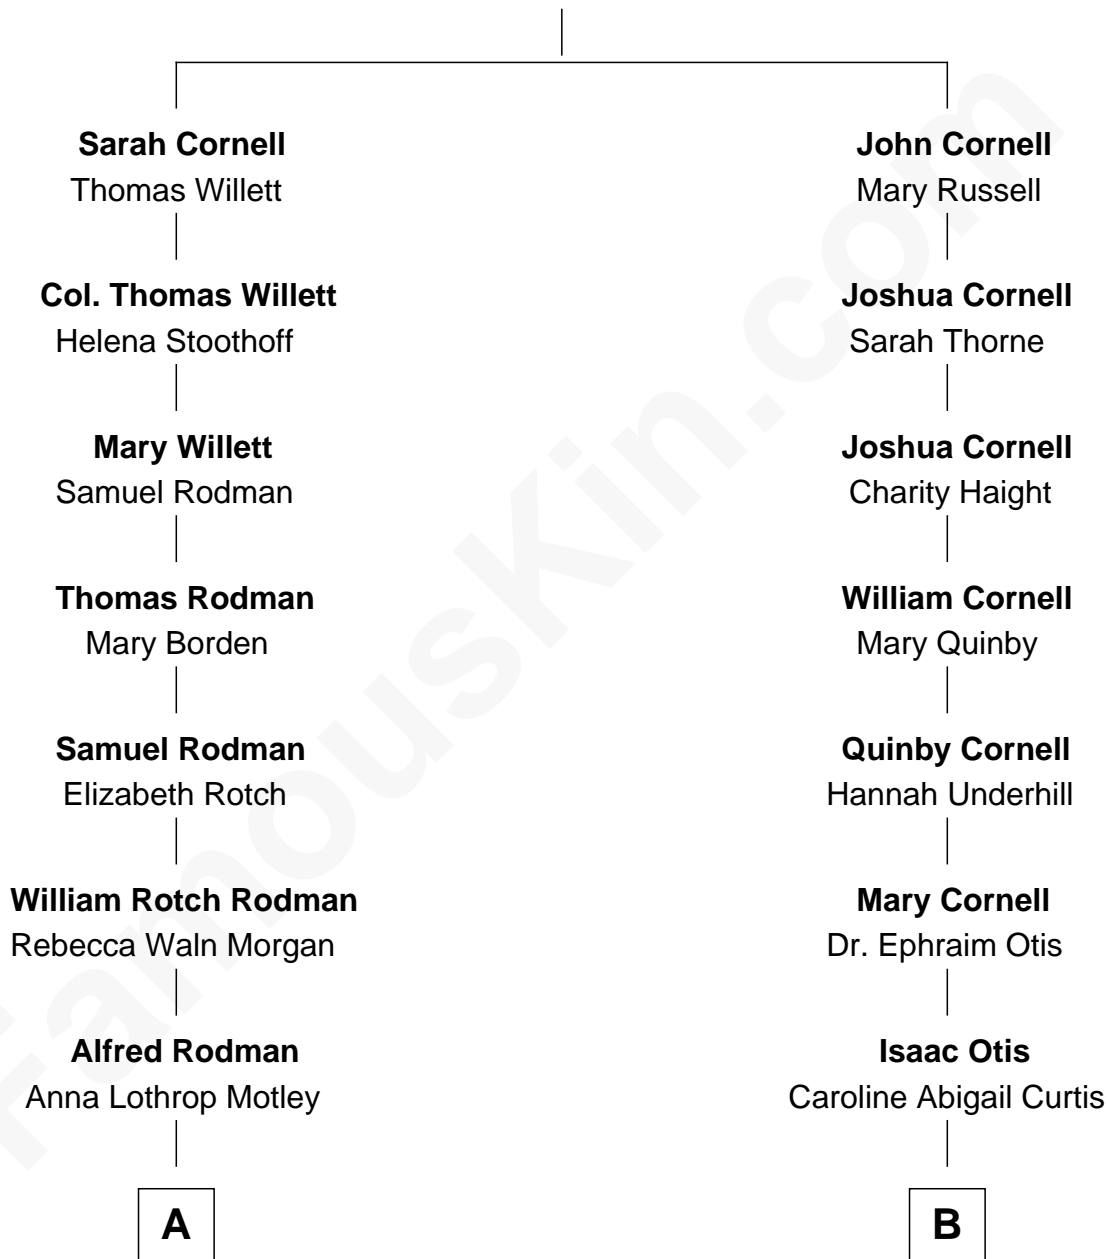 Sarah Cornell
Thomas Willett
Col. Thomas Willett
Helena Stoothoff
Mary Willett
Samuel Rodman
Thomas Rodman
Mary Borden
Samuel Rodman
Elizabeth Rotch
William Rotch Rodman
Rebecca Waln Morgan
Alfred Rodman
Anna Lothrop Motley
A
John Cornell
Mary Russell
Joshua Cornell
Sarah Thorne
Joshua Cornell
Charity Haight
William Cornell
Mary Quinby
Quinby Cornell
Hannah Underhill
Mary Cornell
Dr. Ephraim Otis
Isaac Otis
Caroline Abigail Curtis
B
FamousKin.com